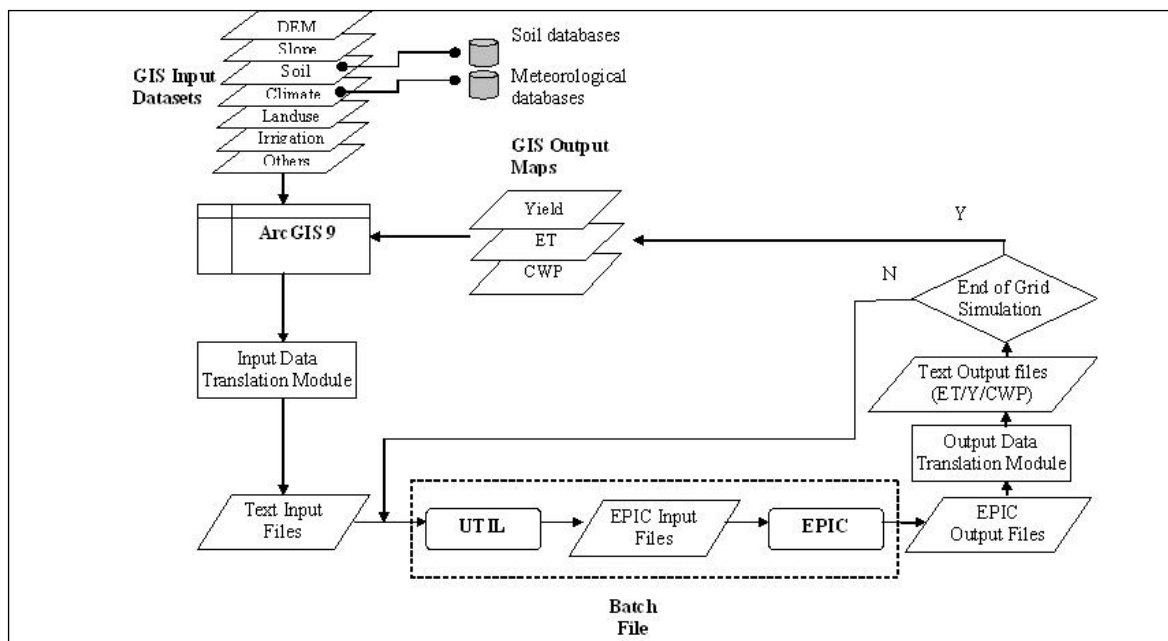 DEM
Slope
Soil
Climate
Landuse
Irrigation
Others
GIS Input
Datasets
Soil databases
Meteorological
databases
GIS Output
Maps
Yield
ET
CWP
ArcGIS 9
Y
N
End of Grid
Simulation
Input Data
Translation Module
Text Output files
(ET/Y/CWP)
Output Data
Translation Module
Text Input
Files
UTIL
EPIC Input
Files
EPIC
EPIC
Output Files
Batch
File